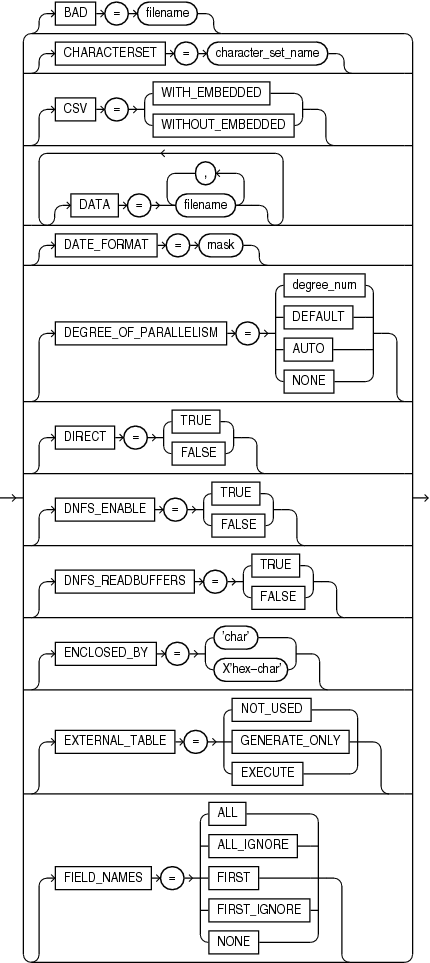 BAD = filename
CHARACTERSET = character_set_name
WITH_EMBEDDED
CSV =
WITHOUT_EMBEDDED
,
DATA = filename
DATE_FORMAT = mask
degree_num
DEFAULT
DEGREE_OF_PARALLELISM =
AUTO
NONE
TRUE
DIRECT =
FALSE
TRUE
DNFS_ENABLE =
FALSE
TRUE
DNFS_READBUFFERS =
FALSE
'char'
ENCLOSED_BY =
X'hex–char'
NOT_USED
EXTERNAL_TABLE = GENERATE_ONLY
EXECUTE
ALL
ALL_IGNORE
FIELD_NAMES = FIRST
FIRST_IGNORE
NONE